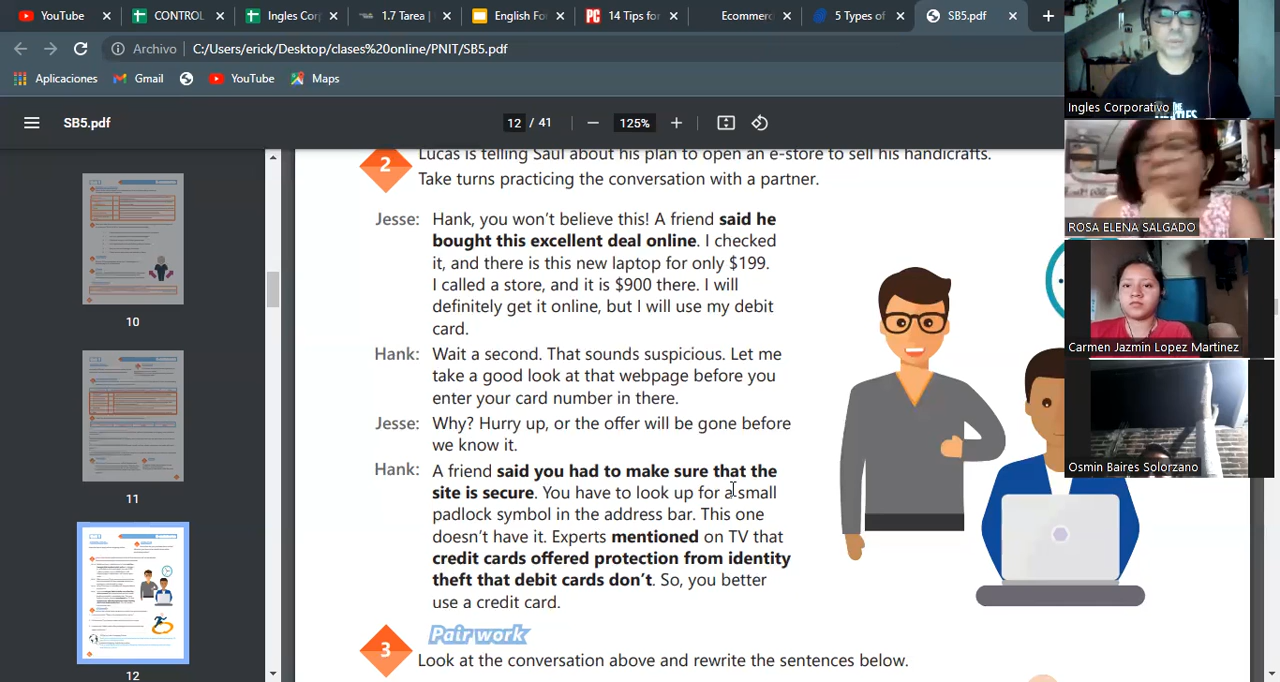 YouTube
CONTROL
Ingles Cor
1.7 Tarea |
English Fo
14 Tips for
Ecommerc
5 Types of
SB5.pdf
Archivo
C:/Users/erick/Desktop/clases%20online/PNIT/SB5.pdf
Aplicaciones
Gmail
YouTube
Maps
SB5.pdf
12 / 41
125%
10
11
12
2
Lucas is telling Saul about his plan to open an e-store to sell his handicrafts.
Take turns practicing the conversation with a partner.
Jesse: Hank, you won't believe this! A friend said he
bought this excellent deal online. I checked
it, and there is this new laptop for only $199.
I called a store, and it is $900 there. I will
definitely get it online, but I will use my debit
card.
Hank: Wait a second. That sounds suspicious. Let me
take a good look at that webpage before you
enter your card number in there.
Jesse: Why? Hurry up, or the offer will be gone before
we know it.
Hank: A friend said you had to make sure that the
site is secure. You have to look up for a small
padlock symbol in the address bar. This one
doesn't have it. Experts mentioned on TV that
theft that debit cards don't. So, you better
use a credit card.
3
Pair work
Look at the conversation above and rewrite the sentences below.
Ingles Corporativo
ROSA ELENA SALGADO
Carmen Jazmin Lopez Martinez
Osmin Baires Solorzano